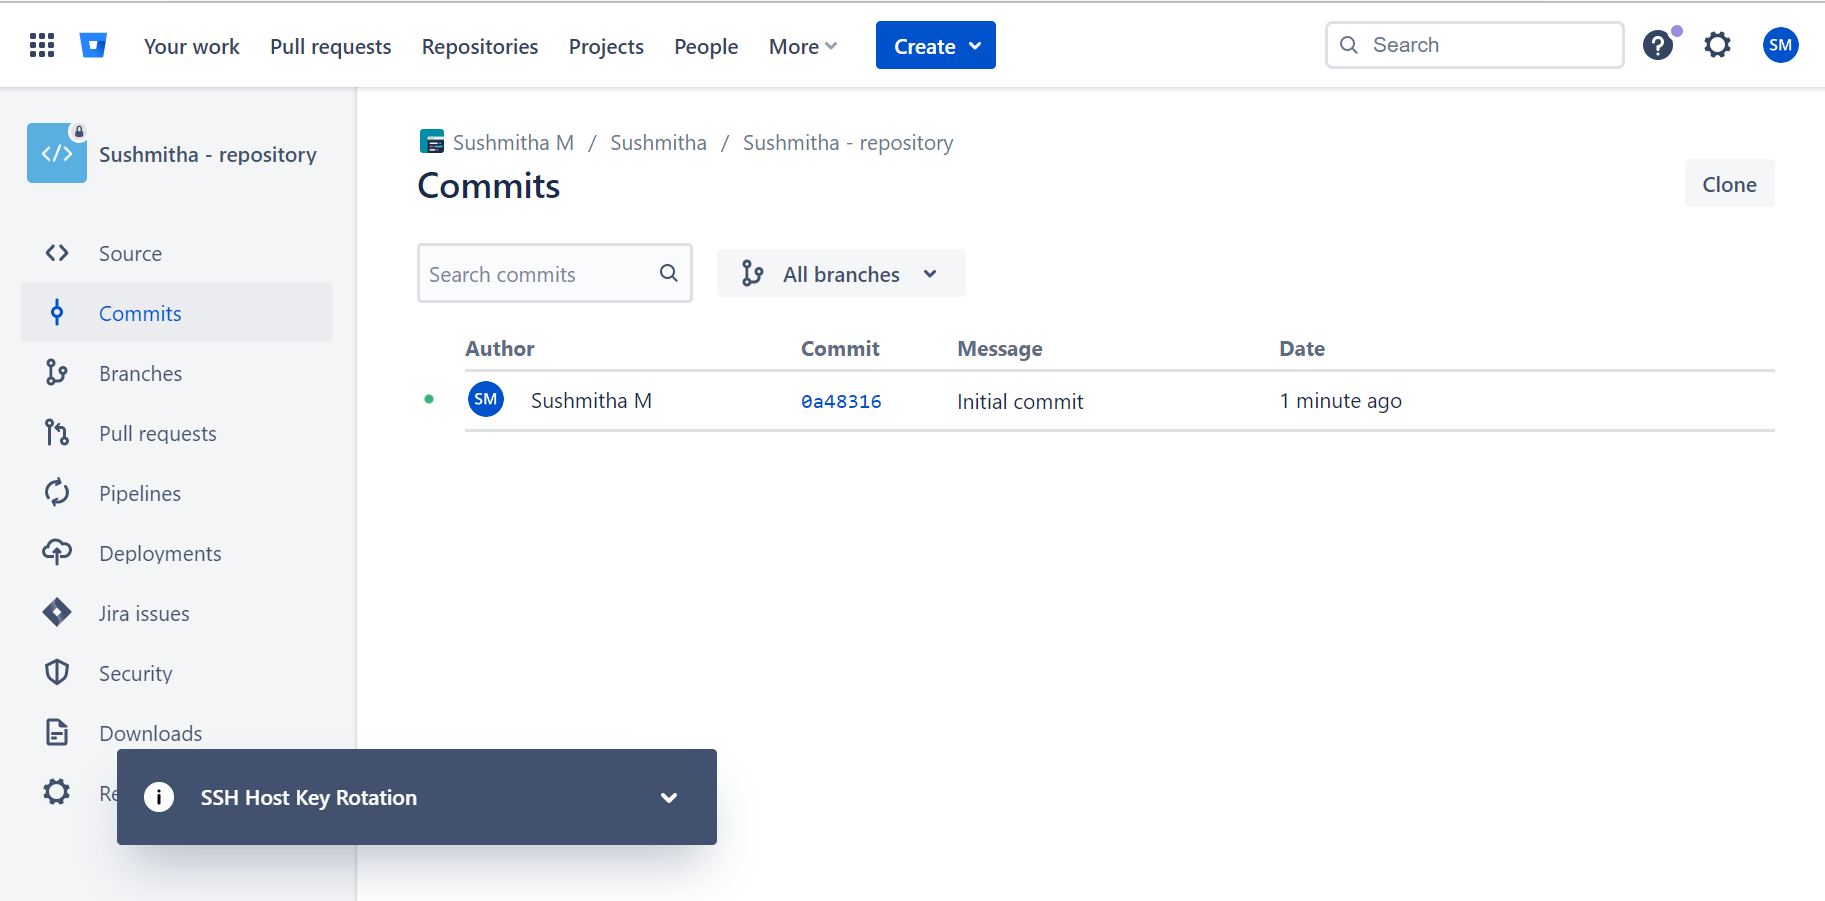 Your work Pull requests Repositories Projects People More Create Search ? SM
</> Sushmitha - repository
Source
Commits
Branches
Pull requests
Pipelines
Deployments
Jira issues
Security
Downloads
Re
Sushmitha M / Sushmitha / Sushmitha - repository
Commits
Clone
Search commits All branches
Author Commit Message Date
SM Sushmitha M 0a48316 Initial commit 1 minute ago
i SSH Host Key Rotation